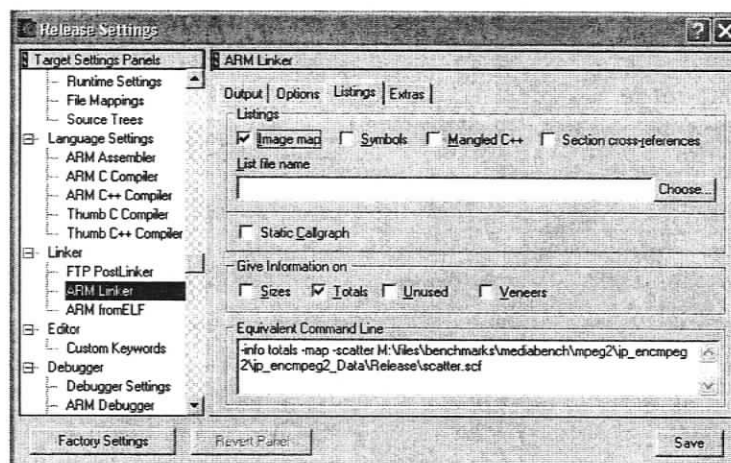 Release Settings
Target Settings Panels
Runtime Settings
File Mappings
Source Trees
Language Settings
ARM Assembler
ARM C Compiler
ARM C++ Compiler
Thumb C Compiler
Thumb C++ Compiler
Linker
FTP PostLinker
ARM Linker
ARM fromELF
Editor
Custom Keywords
Debugger
Debugger Settings
ARM Debugger
ARM Linker
Output Options Listings Extras
Listings
Image map Symbols Mangled C++ Section cross-references
List file name
Choose...
Static Callgraph
Give Information on
Sizes Totals Unused Veneers
Equivalent Command Line
-info totals -map -scatter M:\files\benchmarks\mediabench\mpeg2\jp_encmpeg
2\jp_encmpeg2_Data\Release\scatter.scf
Factory Settings Revert Panel Save